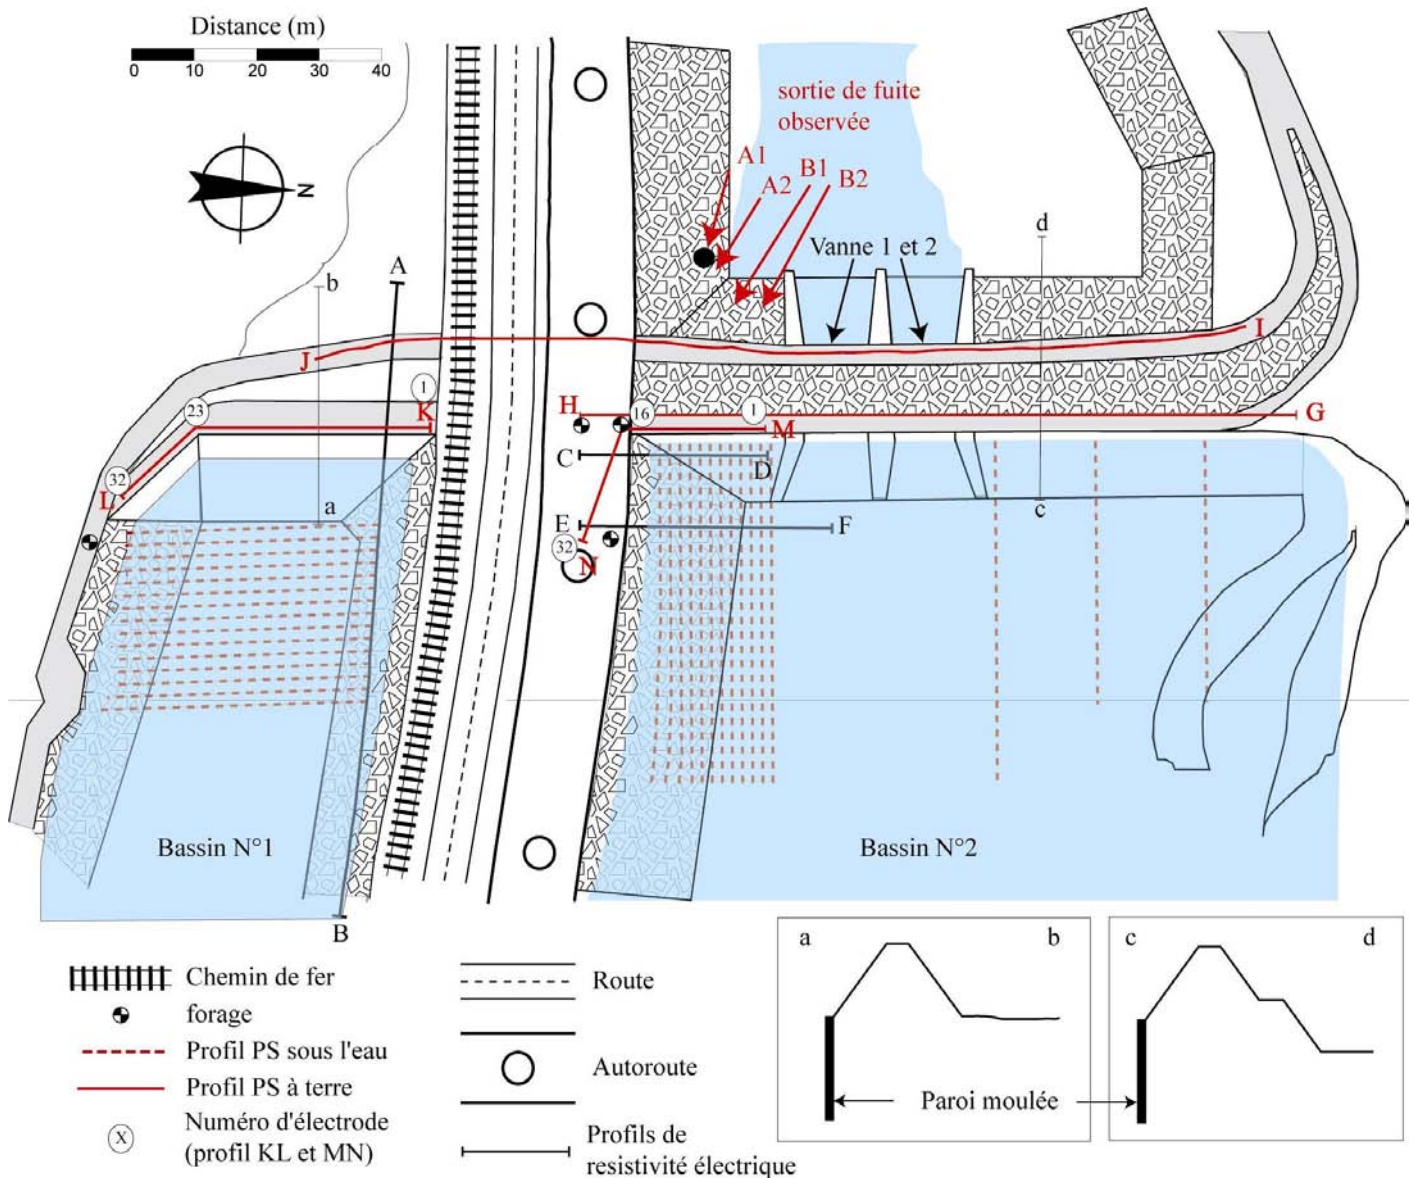 Distance (m)
0 10 20 30 40
N
sortie de fuite
observée
A1
A2
B1
B2
Vanne 1 et 2
d
A
b
J
I
1
K
23
H
16
1
M
G
32
L
C
D
a
c
E
F
32
N
Bassin N°1
Bassin N°2
B
Chemin de fer
forage
Profil PS sous l'eau
Profil PS à terre
X
Numéro d'électrode
(profil KL et MN)
Route
Autoroute
Profils de
resistivité électrique
a b
c d
Paroi moulée